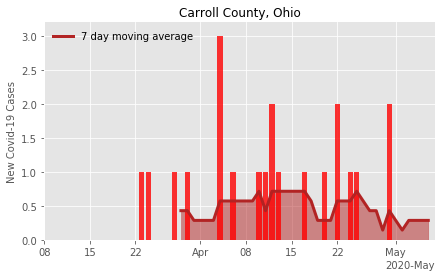 Carroll County, Ohio
7 day moving average
New Covid-19 Cases
3.0
2.5
2.0
1.5
1.0
0.5
0.0
08 15 22 Apr 08 15 22 May
2020-May